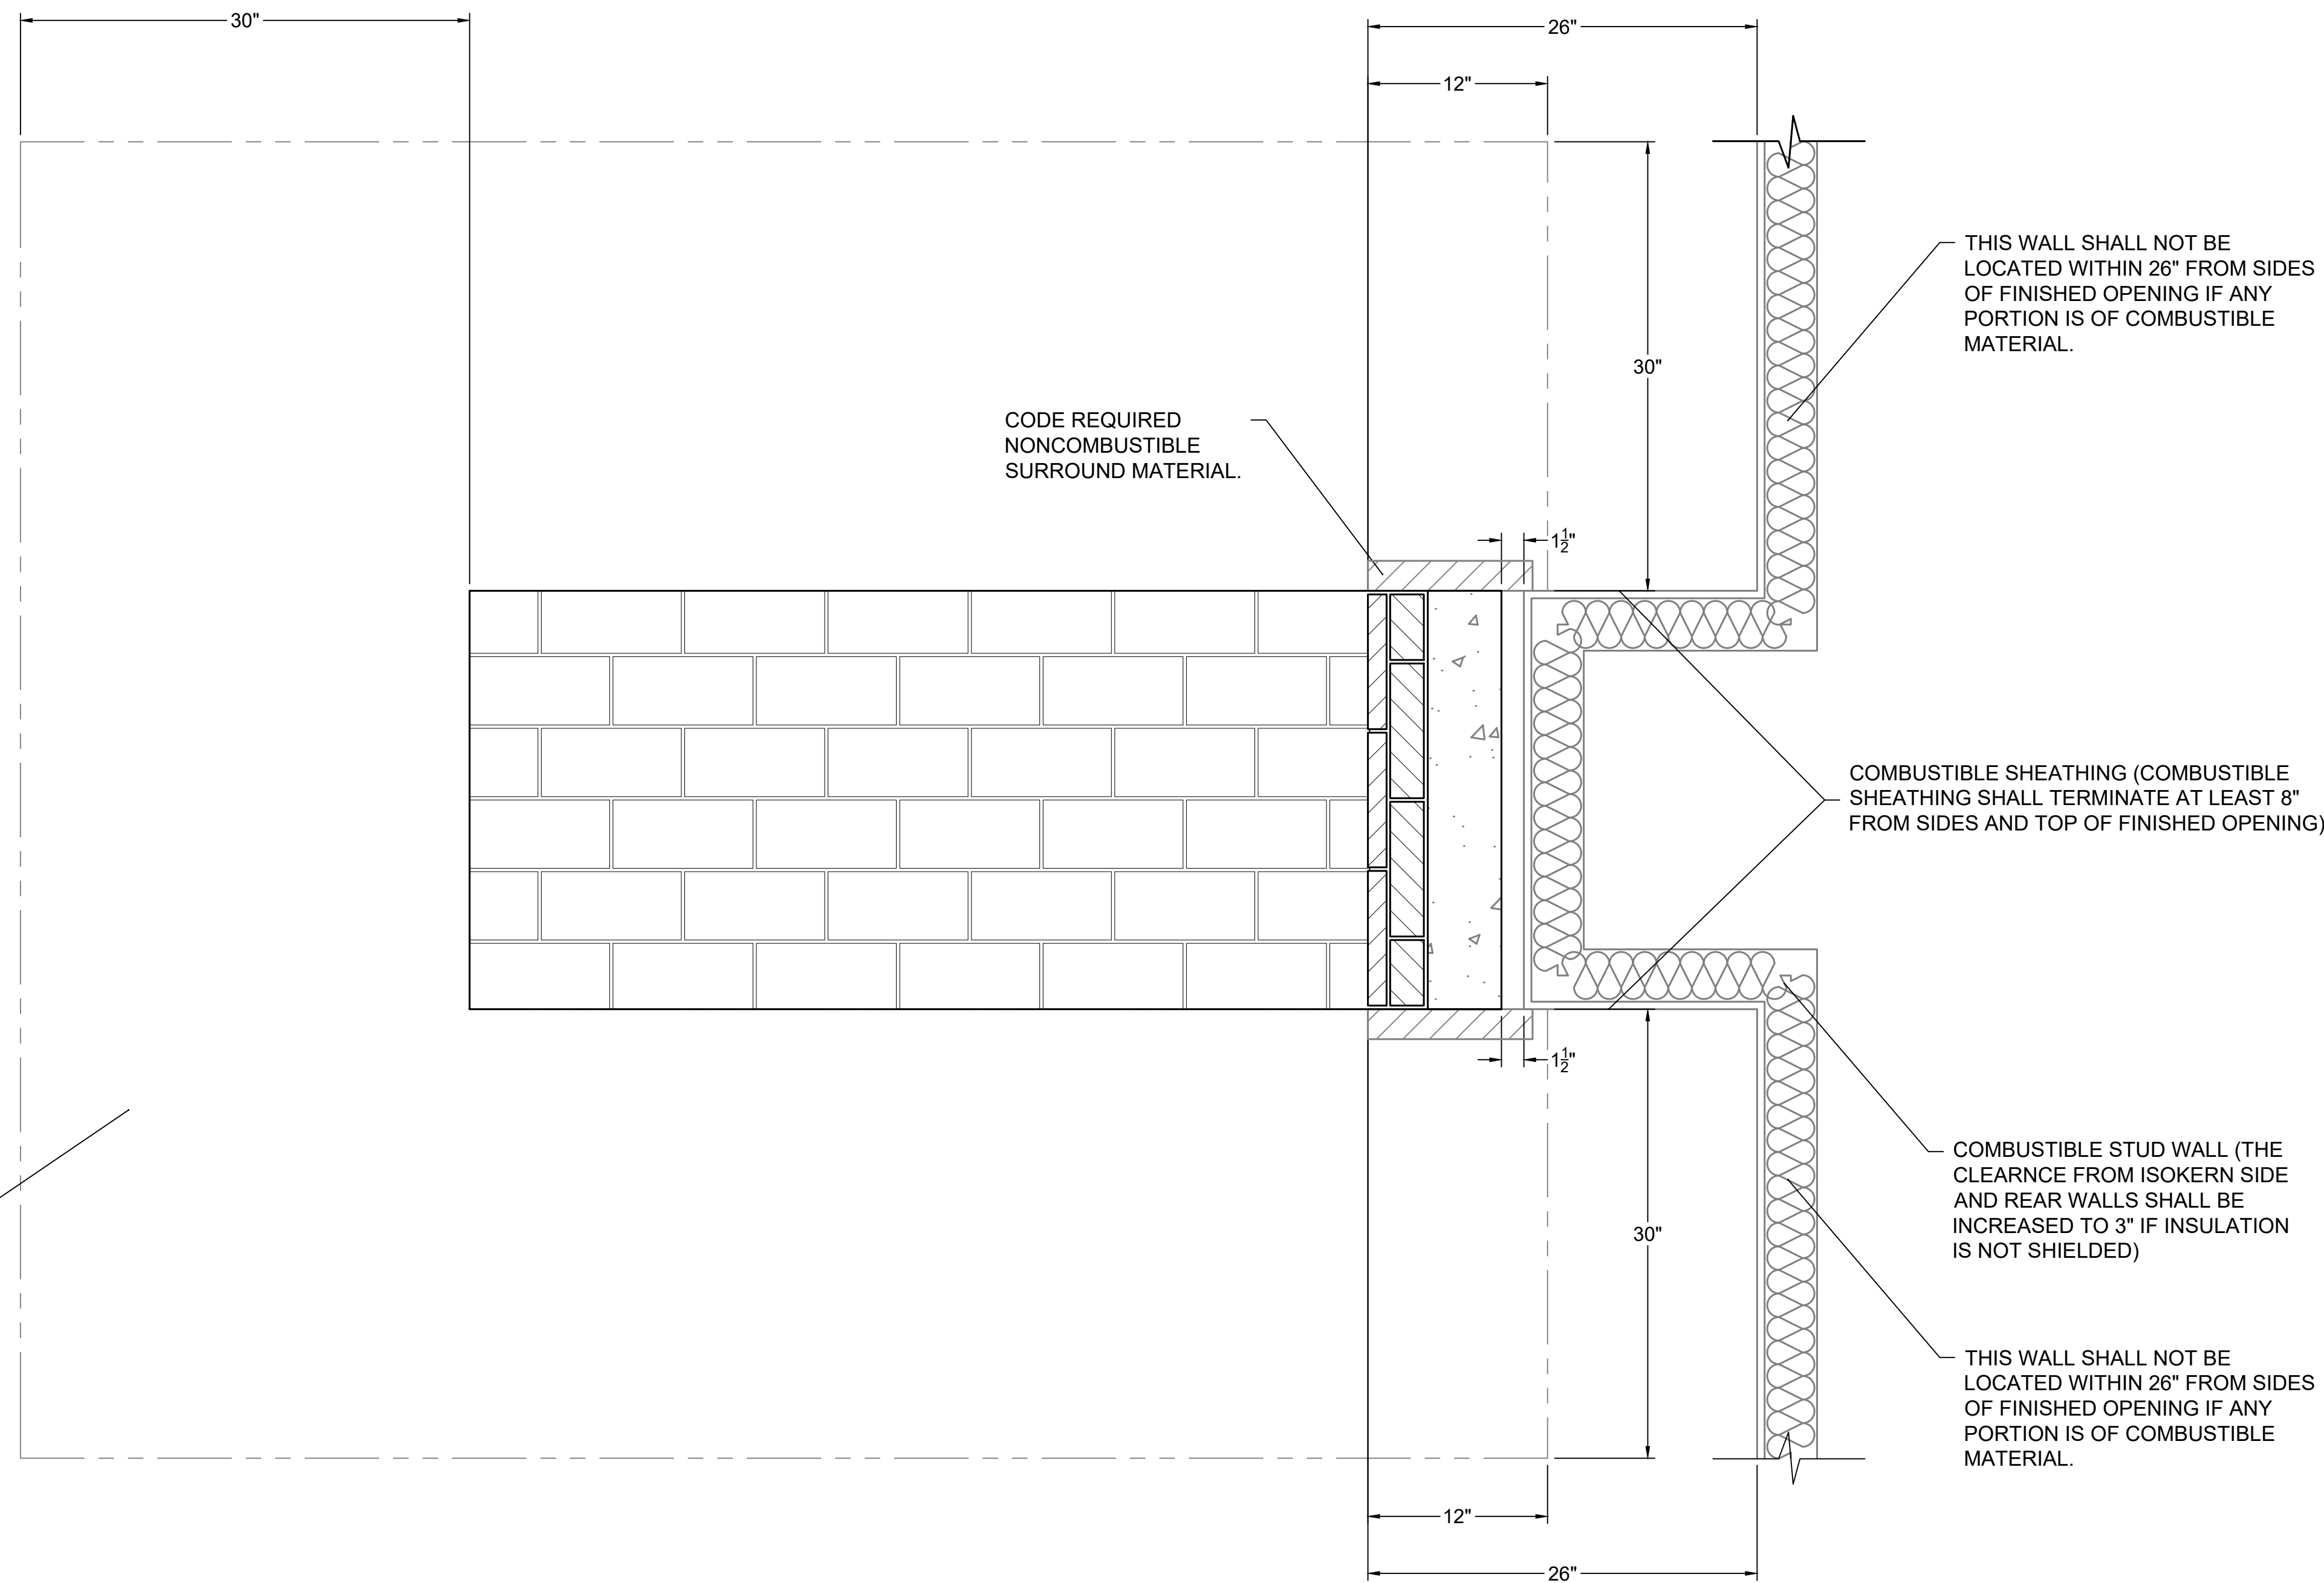 30"
26"
12"
THIS WALL SHALL NOT BE
LOCATED WITHIN 26" FROM SIDES
OF FINISHED OPENING IF ANY
PORTION IS OF COMBUSTIBLE
MATERIAL.
30"
CODE REQUIRED
NONCOMBUSTIBLE
SURROUND MATERIAL.
1 1/2"
COMBUSTIBLE SHEATHING (COMBUSTIBLE
SHEATHING SHALL TERMINATE AT LEAST 8"
FROM SIDES AND TOP OF FINISHED OPENING)
1 1/2"
COMBUSTIBLE STUD WALL (THE
CLEARNCE FROM ISOKERN SIDE
AND REAR WALLS SHALL BE
INCREASED TO 3" IF INSULATION
IS NOT SHIELDED)
30"
THIS WALL SHALL NOT BE
LOCATED WITHIN 26" FROM SIDES
OF FINISHED OPENING IF ANY
PORTION IS OF COMBUSTIBLE
MATERIAL.
12"
26"